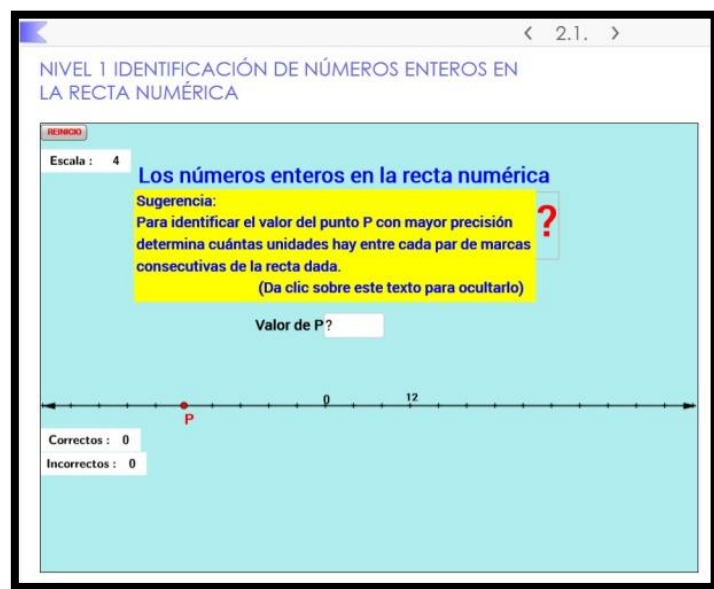 2.1.
NIVEL 1 IDENTIFICACIÓN DE NÚMEROS ENTEROS EN
LA RECTA NUMÉRICA
REINICIO
Escala : 4
Los números enteros en la recta numérica
Sugerencia:
Para identificar el valor del punto P con mayor precisión
determina cuántas unidades hay entre cada par de marcas
consecutivas de la recta dada.
(Da clic sobre este texto para ocultarlo)
?
Valor de P ?
0 12
P
Correctos : 0
Incorrectos : 0